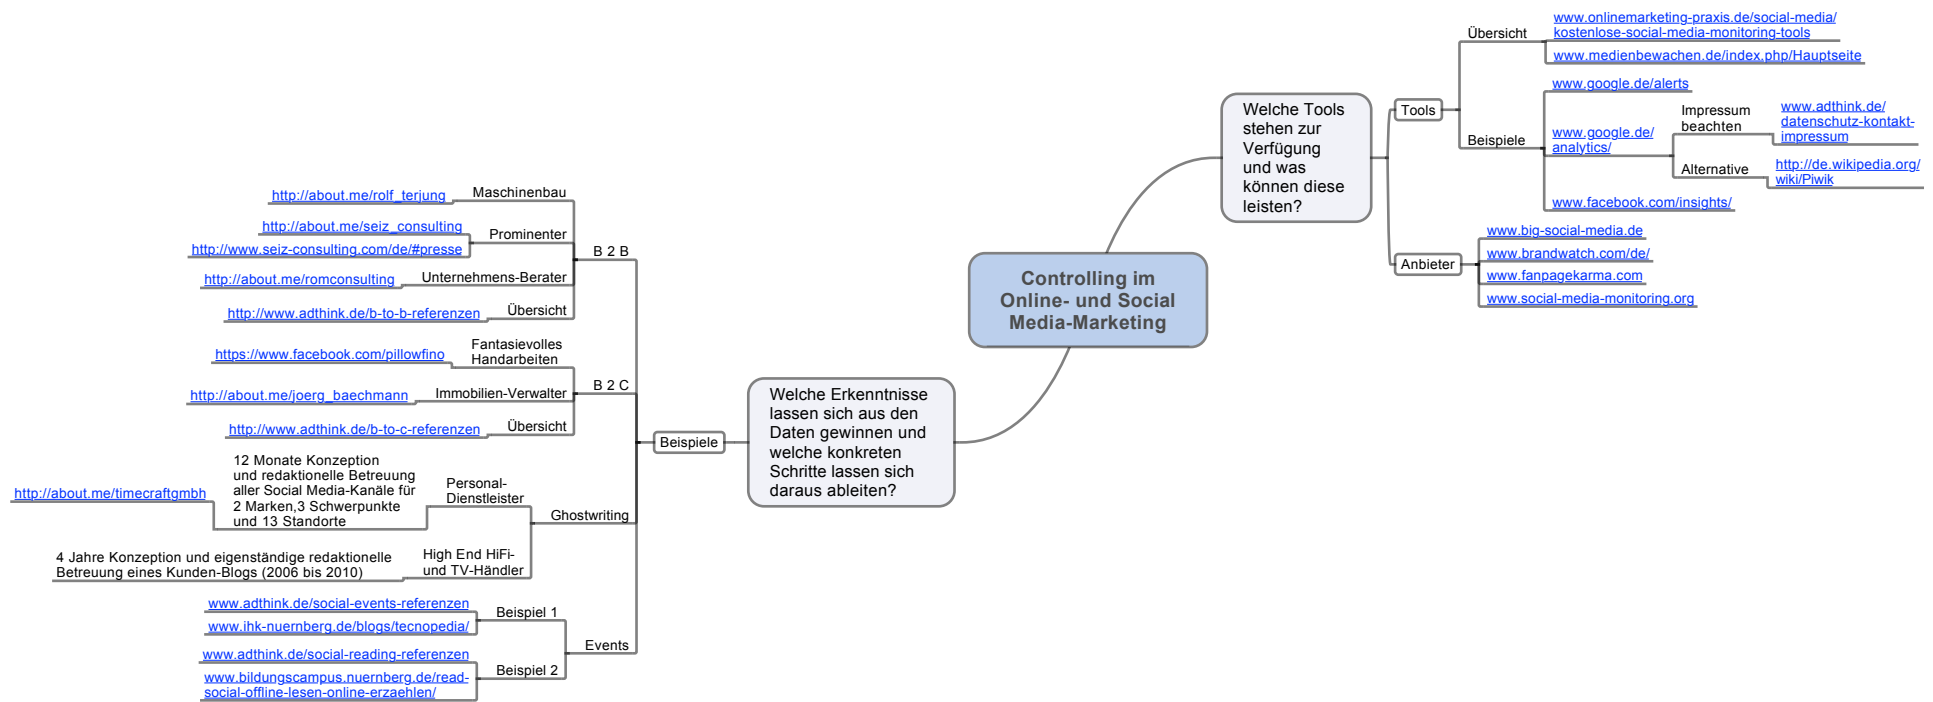 Controlling im
Online- und Social
Media-Marketing
Welche Tools
stehen zur
Verfügung
und was
können diese
leisten?
Tools
Übersicht
www.onlinemarketing-praxis.de/social-media/
kostenlose-social-media-monitoring-tools
www.medienbewachen.de/index.php/Hauptseite
Beispiele
www.google.de/alerts
www.google.de/
analytics/
Impressum
beachten
www.adthink.de/
datenschutz-kontakt-
impressum
Alternative
http://de.wikipedia.org/
wiki/Piwik
www.facebook.com/insights/
Anbieter
www.big-social-media.de
www.brandwatch.com/de/
www.fanpagekarma.com
www.social-media-monitoring.org
Welche Erkenntnisse
lassen sich aus den
Daten gewinnen und
welche konkreten
Schritte lassen sich
daraus ableiten?
Beispiele
B 2 B
Maschinenbau
http://about.me/rolf_terjung
Prominenter
http://about.me/seiz_consulting
http://www.seiz-consulting.com/de/#presse
Unternehmens-Berater
http://about.me/romconsulting
Übersicht
http://www.adthink.de/b-to-b-referenzen
B 2 C
Fantasievolles
Handarbeiten
https://www.facebook.com/pillowfino
Immobilien-Verwalter
http://about.me/joerg_baechmann
Übersicht
http://www.adthink.de/b-to-c-referenzen
Ghostwriting
Personal-
Dienstleister
12 Monate Konzeption
und redaktionelle Betreuung
aller Social Media-Kanäle für
2 Marken,3 Schwerpunkte
und 13 Standorte
http://about.me/timecraftgmbh
High End HiFi-
und TV-Händler
4 Jahre Konzeption und eigenständige redaktionelle
Betreuung eines Kunden-Blogs (2006 bis 2010)
Events
Beispiel 1
www.adthink.de/social-events-referenzen
www.ihk-nuernberg.de/blogs/tecnopedia/
Beispiel 2
www.adthink.de/social-reading-referenzen
www.bildungscampus.nuernberg.de/read-
social-offline-lesen-online-erzaehlen/